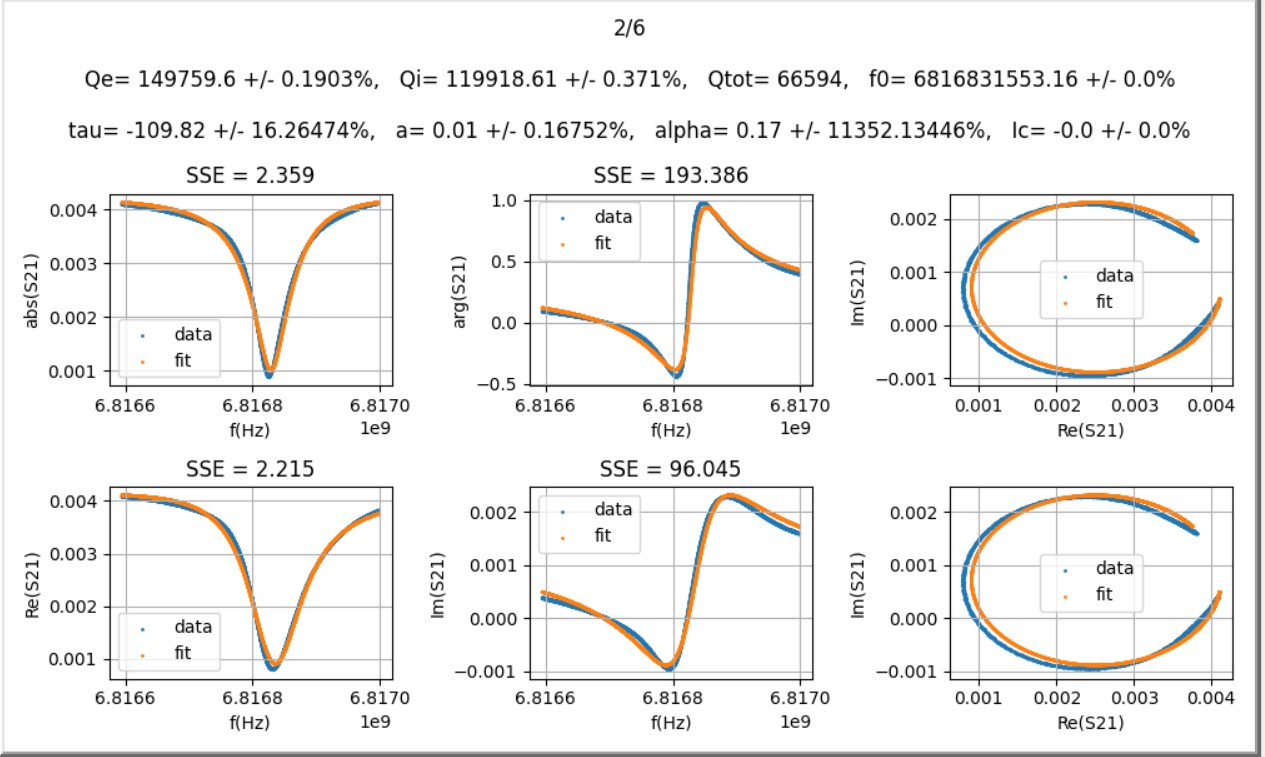 2/6
Qe= 149759.6 +/- 0.1903%,   Qi= 119918.61 +/- 0.371%,   Qtot= 66594,   f0= 6816831553.16 +/- 0.0%
tau= -109.82 +/- 16.26474%,   a= 0.01 +/- 0.16752%,   alpha= 0.17 +/- 11352.13446%,   Ic= -0.0 +/- 0.0%
SSE = 2.359
abs(S21)
0.004
0.003
0.002
0.001
data
fit
6.8166 6.8168 6.8170
f(Hz)
1e9
SSE = 193.386
arg(S21)
1.0
0.5
0.0
−0.5
data
fit
6.8166 6.8168 6.8170
f(Hz)
1e9
Im(S21)
0.002
0.001
0.000
−0.001
data
fit
0.001 0.002 0.003 0.004
Re(S21)
SSE = 2.215
Re(S21)
0.004
0.003
0.002
0.001
data
fit
6.8166 6.8168 6.8170
f(Hz)
1e9
SSE = 96.045
Im(S21)
0.002
0.001
0.000
−0.001
data
fit
6.8166 6.8168 6.8170
f(Hz)
1e9
Im(S21)
0.002
0.001
0.000
−0.001
data
fit
0.001 0.002 0.003 0.004
Re(S21)